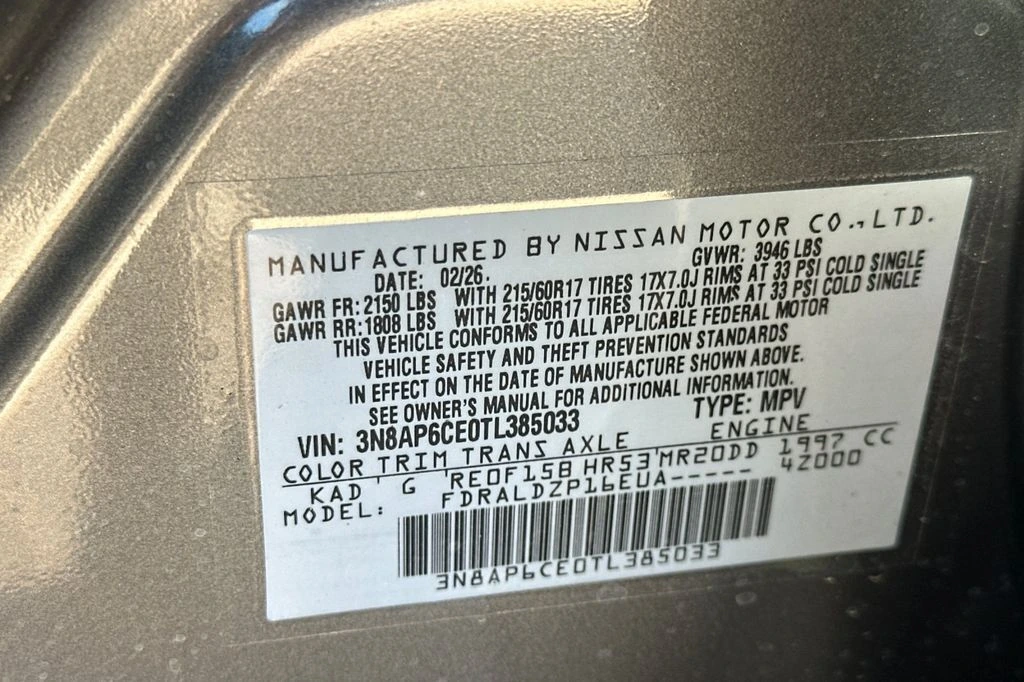 MANUFACTURED BY NISSAN MOTOR CO., LTD.
DATE: 02/26. GVWR: 3946 LBS
GAWR FR: 2150 LBS WITH 215/60R17 TIRES 17X7.0J RIMS AT 33 PSI COLD SINGLE
GAWR RR: 1808 LBS WITH 215/60R17 TIRES 17X7.0J RIMS AT 33 PSI COLD SINGLE
THIS VEHICLE CONFORMS TO ALL APPLICABLE FEDERAL MOTOR
VEHICLE SAFETY AND THEFT PREVENTION STANDARDS
IN EFFECT ON THE DATE OF MANUFACTURE SHOWN ABOVE.
SEE OWNER'S MANUAL FOR ADDITIONAL INFORMATION.
VIN: 3N8AP6CE0TL385033 TYPE: MPV
COLOR TRIM TRANS AXLE ENGINE
KAD G RE0F15B HR53 MR20DD 1997 CC
MODEL: FDRALDZP16EUA----- 4Z000
3N8AP6CE0TL385033